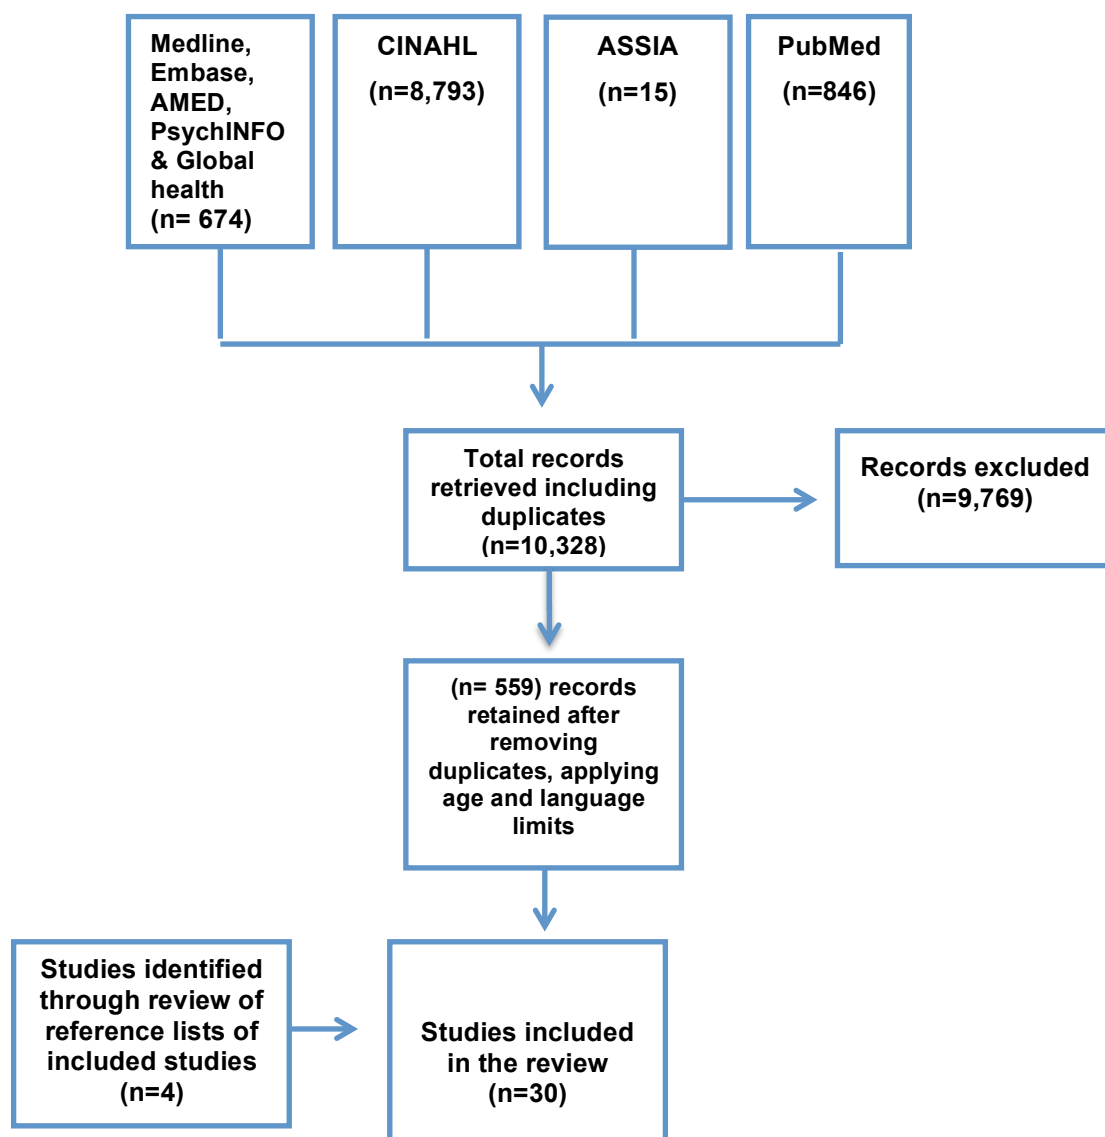 Medline,
Embase,
AMED,
PsychINFO
& Global
health
(n= 674)
CINAHL
(n=8,793)
ASSIA
(n=15)
PubMed
(n=846)
Total records
retrieved including
duplicates
(n=10,328)
Records excluded
(n=9,769)
(n= 559) records
retained after
removing
duplicates, applying
age and language
limits
Studies identified
through review of
reference lists of
included studies
(n=4)
Studies included
in the review
(n=30)